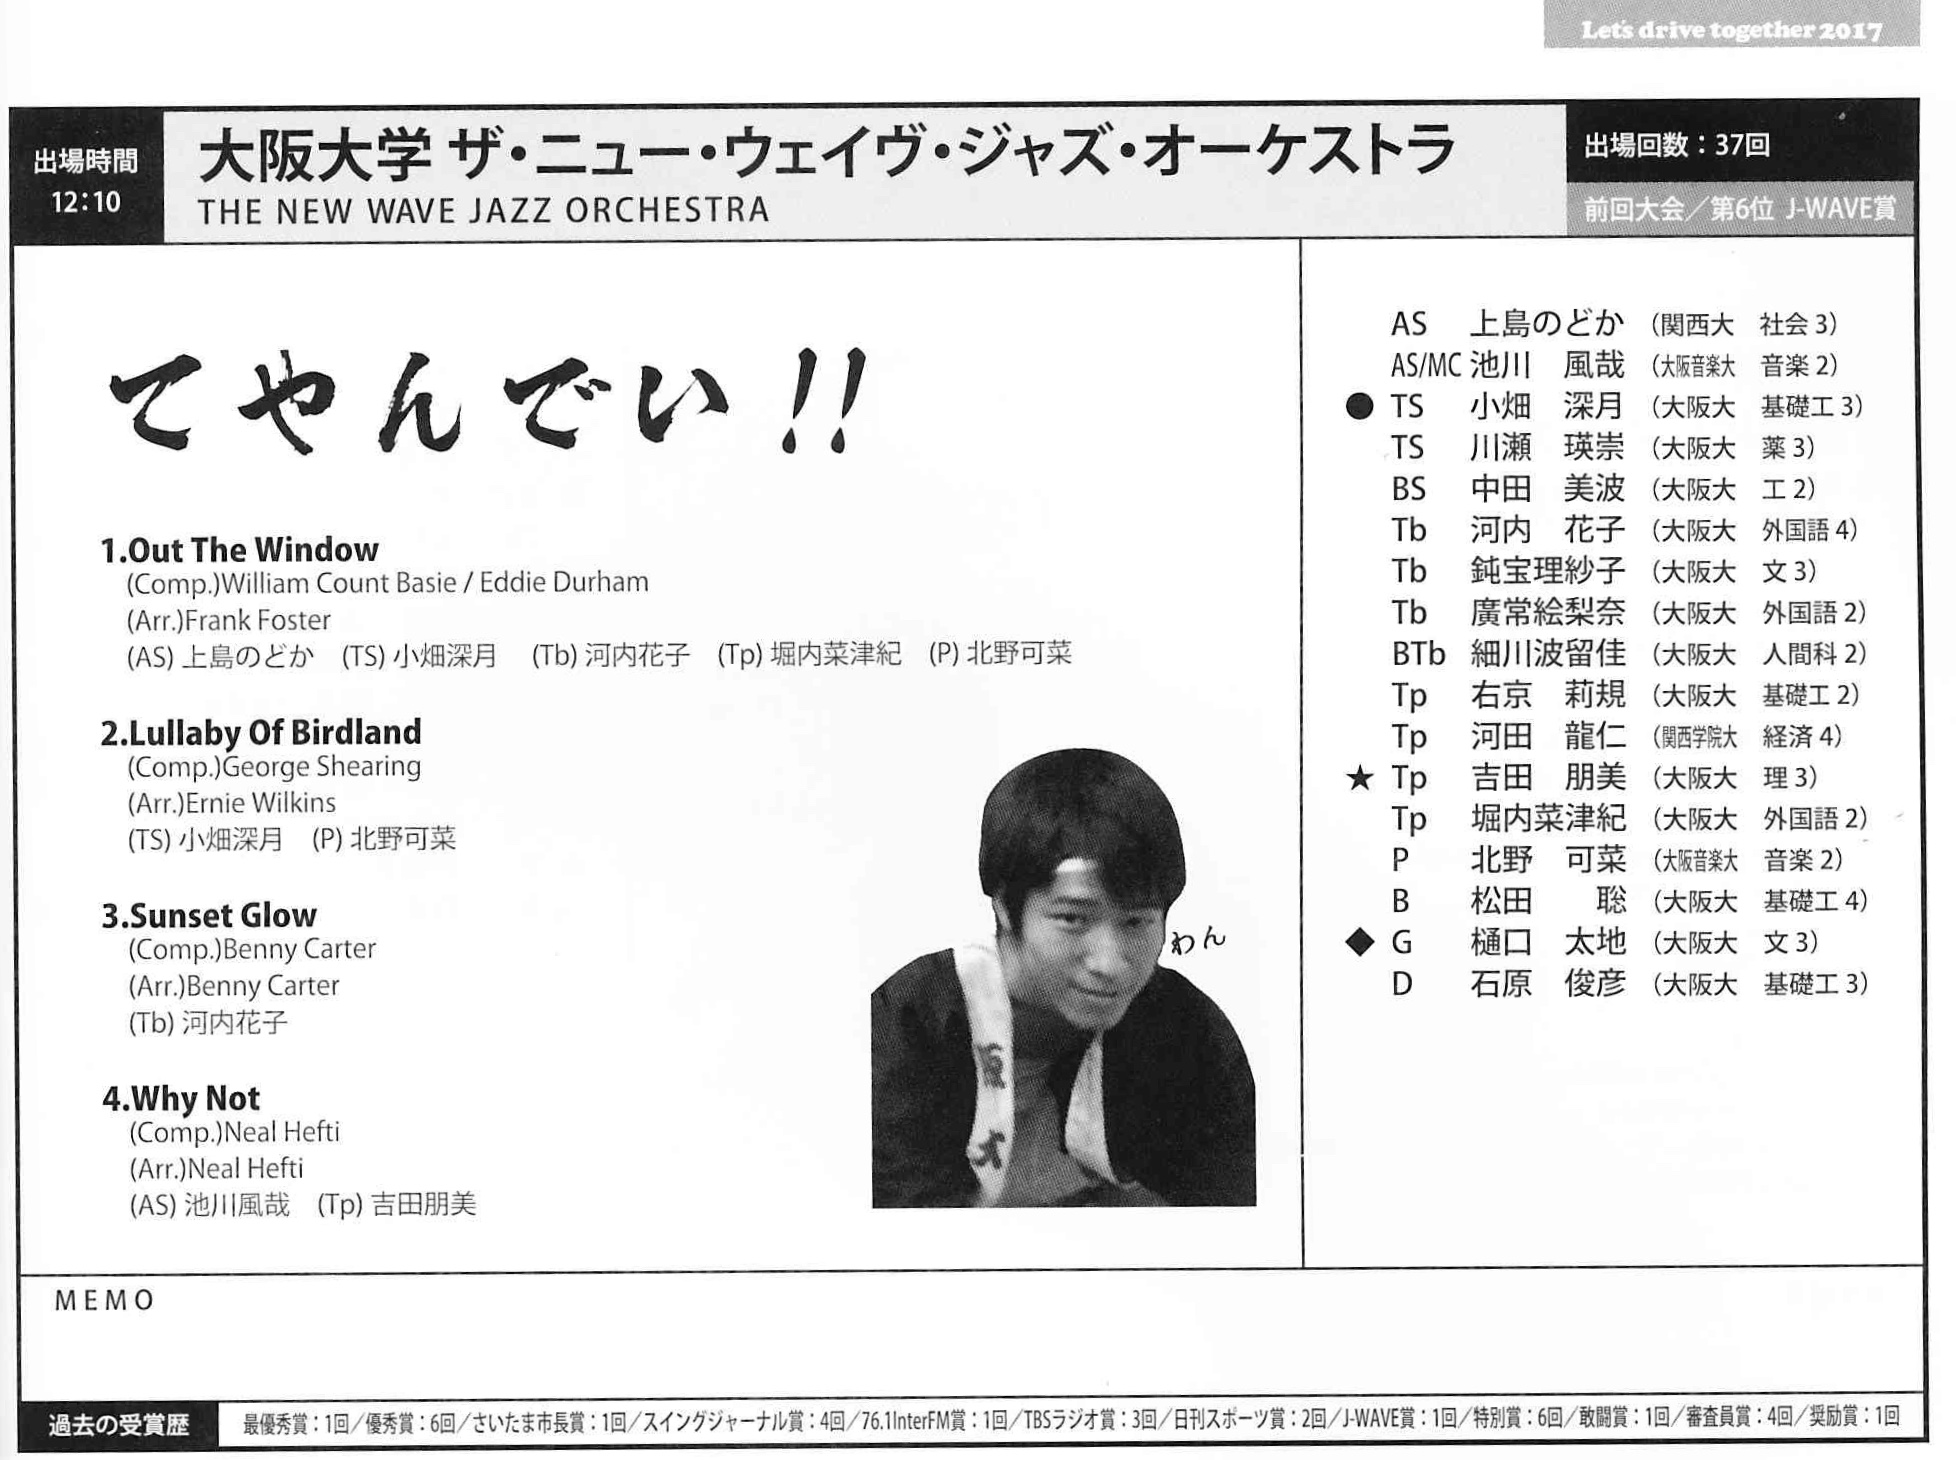 Let's drive together 2017
出場時間
12:10
大阪大学 ザ・ニュー・ウェイヴ・ジャズ・オーケストラ
THE NEW WAVE JAZZ ORCHESTRA
出場回数：37回
前回大会／第6位 J-WAVE賞
てやんでい!!
1.Out The Window
(Comp.)William Count Basie / Eddie Durham
(Arr.)Frank Foster
(AS) 上島のどか (TS) 小畑深月 (Tb) 河内花子 (Tp) 堀内菜津紀 (P) 北野可菜
2.Lullaby Of Birdland
(Comp.)George Shearing
(Arr.)Ernie Wilkins
(TS) 小畑深月 (P) 北野可菜
3.Sunset Glow
(Comp.)Benny Carter
(Arr.)Benny Carter
(Tb) 河内花子
4.Why Not
(Comp.)Neal Hefti
(Arr.)Neal Hefti
(AS) 池川風哉 (Tp) 吉田朋美
わん
阪大
AS 上島のどか (関西大 社会3)
AS/MC 池川 風哉 (大阪音楽大 音楽2)
● TS 小畑 深月 (大阪大 基礎工3)
TS 川瀬 瑛崇 (大阪大 薬3)
BS 中田 美波 (大阪大 工2)
Tb 河内 花子 (大阪大 外国語4)
Tb 鈍宝理紗子 (大阪大 文3)
Tb 廣常絵梨奈 (大阪大 外国語2)
BTb 細川波留佳 (大阪大 人間科2)
Tp 右京 莉規 (大阪大 基礎工2)
Tp 河田 龍仁 (関西学院大 経済4)
★ Tp 吉田 朋美 (大阪大 理3)
Tp 堀内菜津紀 (大阪大 外国語2)
P 北野 可菜 (大阪音楽大 音楽2)
B 松田 聡 (大阪大 基礎工4)
◆ G 樋口 太地 (大阪大 文3)
D 石原 俊彦 (大阪大 基礎工3)
MEMO
過去の受賞歴
最優秀賞：1回／優秀賞：6回／さいたま市長賞：1回／スイングジャーナル賞：4回／76.1InterFM賞：1回／TBSラジオ賞：3回／日刊スポーツ賞：2回／J-WAVE賞：1回／特別賞：6回／敢闘賞：1回／審査員賞：4回／奨励賞：1回